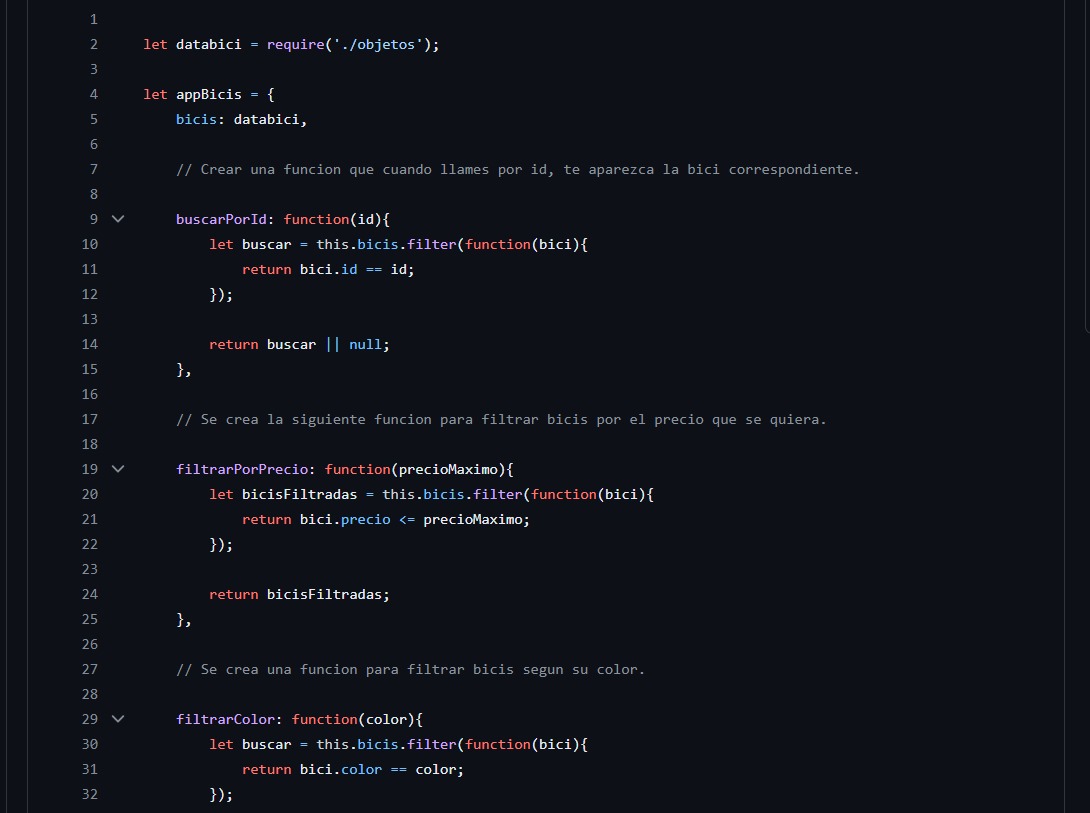 1
2 let databici = require('./objetos');
3
4 let appBicis = {
5 bicis: databici,
6
7 // Crear una funcion que cuando llames por id, te aparezca la bici correspondiente.
8
9 buscarPorId: function(id){
10 let buscar = this.bicis.filter(function(bici){
11 return bici.id == id;
12 });
13
14 return buscar || null;
15 },
16
17 // Se crea la siguiente funcion para filtrar bicis por el precio que se quiera.
18
19 filtrarPorPrecio: function(precioMaximo){
20 let bicisFiltradas = this.bicis.filter(function(bici){
21 return bici.precio <= precioMaximo;
22 });
23
24 return bicisFiltradas;
25 },
26
27 // Se crea una funcion para filtrar bicis segun su color.
28
29 filtrarColor: function(color){
30 let buscar = this.bicis.filter(function(bici){
31 return bici.color == color;
32 });